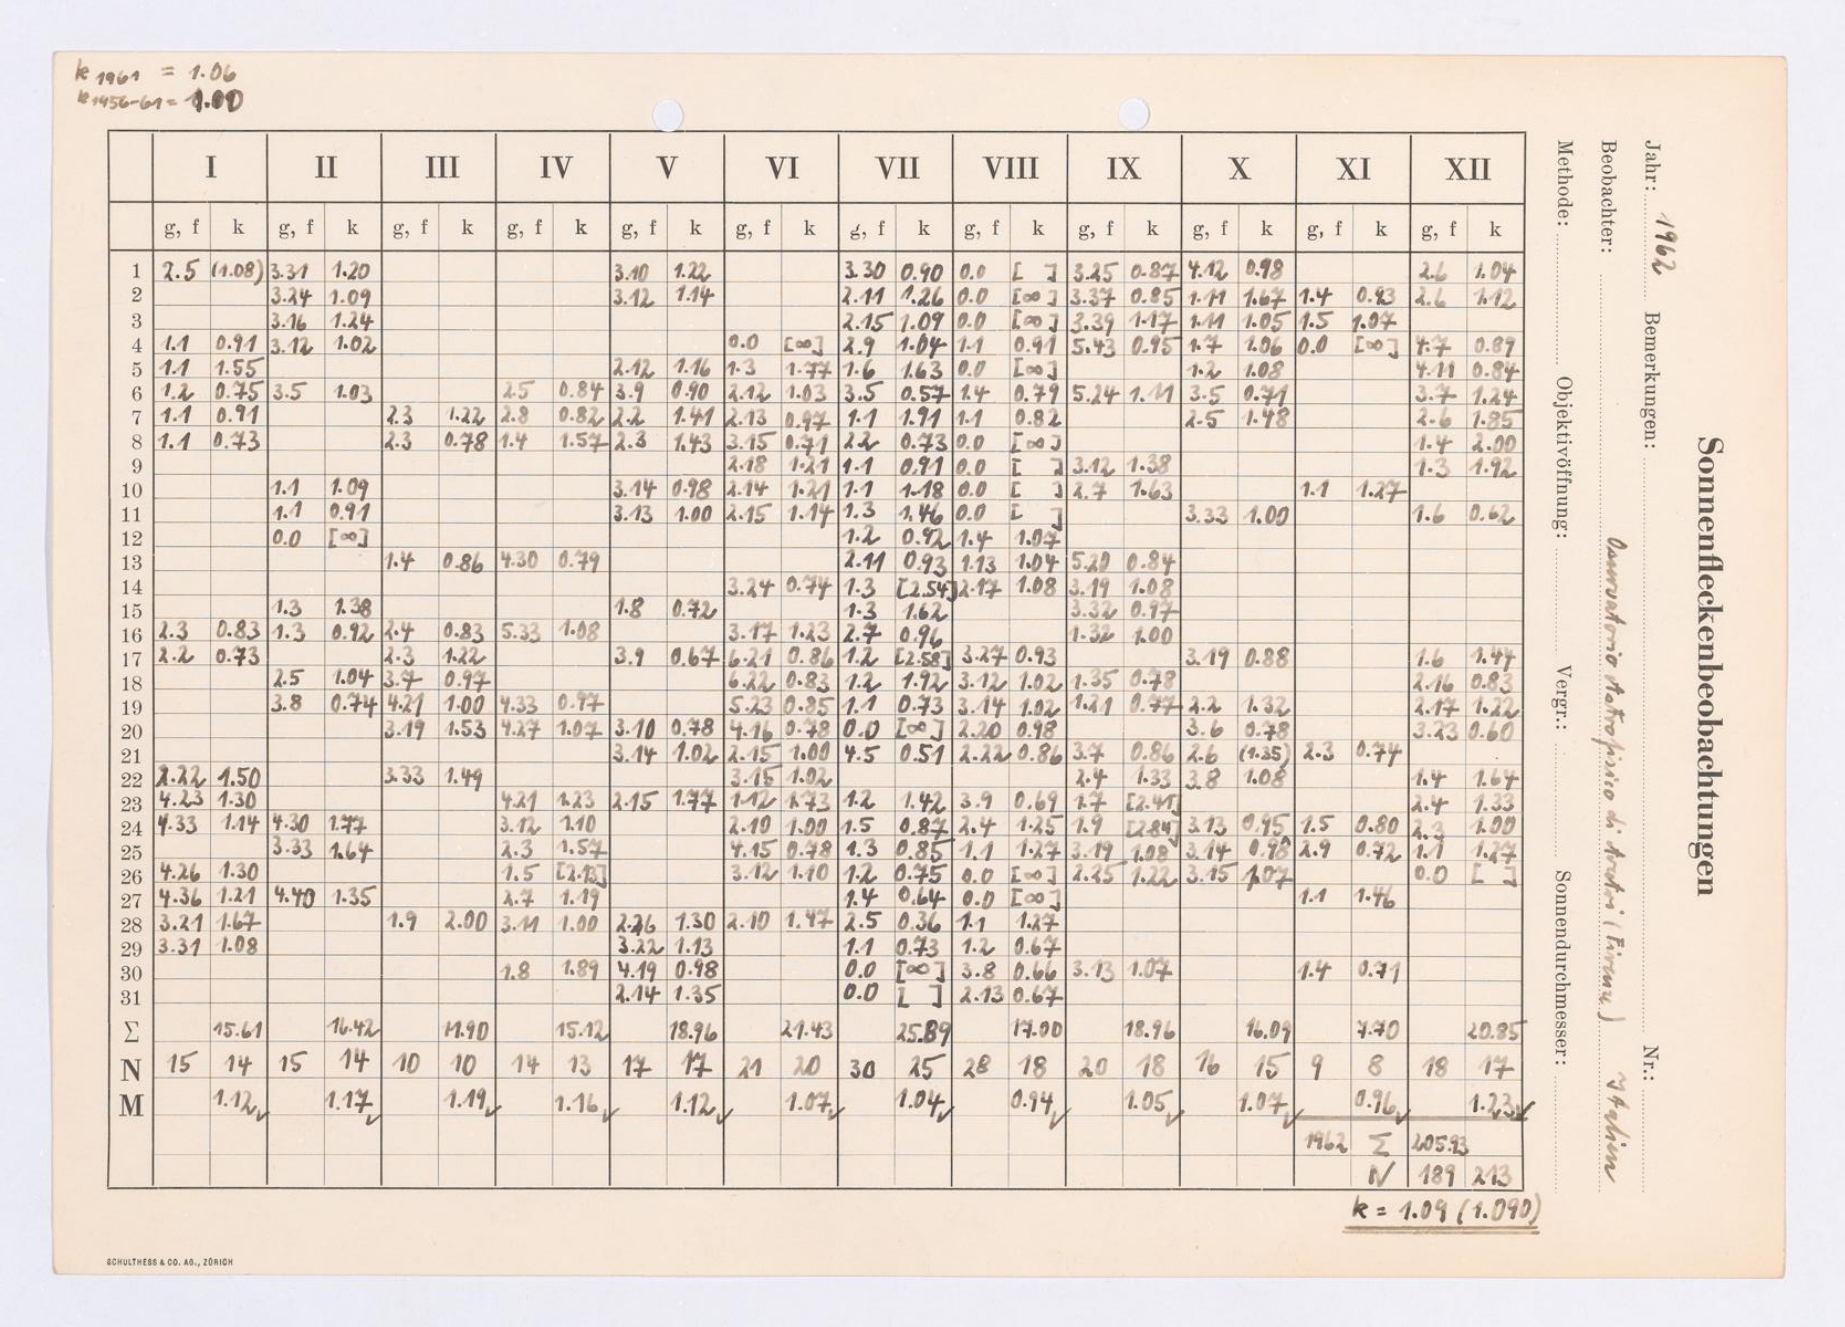 k 1961 = 1.06
k 1956-61 = 1.00
I II III IV V VI VII VIII IX X XI XII
g, f k g, f k g, f k g, f k g, f k g, f k g, f k g, f k g, f k g, f k g, f k g, f k
1 2.5 (1.08) 3.31 1.20 3.10 1.22 3.30 0.90 0.0 [ ] 3.25 0.87 4.12 0.98 2.6 1.04
2 3.24 1.09 3.12 1.14 2.11 1.26 0.0 [∞] 3.37 0.85 1.11 1.67 1.4 0.93 2.6 1.12
3 3.16 1.24 2.15 1.09 0.0 [∞] 3.39 1.17 1.11 1.05 1.5 1.07
4 1.1 0.91 3.12 1.02 0.0 [∞] 2.9 1.04 1.1 0.91 5.43 0.95 1.7 1.06 0.0 [∞] 4.7 0.89
5 1.1 1.55 2.12 1.16 1.3 1.77 1.6 1.63 0.0 [∞] 1.2 1.08 4.11 0.84
6 1.2 0.75 3.5 1.03 2.5 0.84 3.9 0.90 2.12 1.03 3.5 0.57 1.4 0.79 5.24 1.11 3.5 0.71 3.7 1.24
7 1.1 0.91 2.3 1.22 2.8 0.82 2.2 1.41 2.13 0.97 1.1 1.91 1.1 0.82 2.5 1.48 2.6 1.85
8 1.1 0.73 2.3 0.78 1.4 1.57 2.3 1.43 3.15 0.71 2.2 0.73 0.0 [∞] 1.4 2.00
9 2.18 1.21 1.1 0.91 0.0 [ ] 3.12 1.38 1.3 1.92
10 1.1 1.09 3.14 0.98 2.14 1.21 1.1 1.18 0.0 [ ] 2.7 1.63 1.1 1.27
11 1.1 0.91 3.13 1.00 2.15 1.14 1.3 1.46 0.0 [ ] 3.33 1.00 1.6 0.62
12 0.0 [∞] 1.2 0.92 1.4 1.07
13 1.4 0.86 4.30 0.79 2.11 0.93 1.13 1.04 5.20 0.84
14 3.24 0.74 1.3 [2.54] 2.17 1.08 3.19 1.08
15 1.3 1.38 1.8 0.72 1.3 1.62 3.32 0.97
16 2.3 0.83 1.3 0.92 2.4 0.83 5.33 1.08 3.17 1.23 2.7 0.96 1.32 1.00
17 2.2 0.73 2.3 1.22 3.9 0.67 6.21 0.86 1.2 [2.58] 3.27 0.93 3.19 0.88 1.6 1.47
18 2.5 1.04 3.7 0.97 6.22 0.83 1.2 1.92 3.12 1.02 1.35 0.78 2.16 0.83
19 3.8 0.74 4.21 1.00 4.33 0.97 5.23 0.85 1.1 0.73 3.14 1.02 1.21 0.77 2.2 1.32 2.17 1.22
20 3.19 1.53 4.27 1.07 3.10 0.78 4.16 0.78 0.0 [∞] 2.20 0.98 3.6 0.78 3.23 0.60
21 3.14 1.02 2.15 1.00 4.5 0.51 2.22 0.86 3.7 0.86 2.6 (1.35) 2.3 0.74
22 2.22 1.50 3.33 1.49 3.15 1.02 2.4 1.33 3.8 1.08 1.4 1.64
23 4.23 1.30 4.21 1.23 2.15 1.77 1.12 1.73 1.2 1.42 3.9 0.69 1.7 [2.41] 2.4 1.33
24 4.33 1.14 4.30 1.77 3.12 1.10 2.10 1.00 1.5 0.87 2.4 1.25 1.9 [2.84] 3.13 0.95 1.5 0.80 2.3 1.00
25 3.33 1.64 2.3 1.57 4.15 0.78 1.3 0.85 1.1 1.27 3.19 1.08 3.14 0.98 2.9 0.72 1.1 1.27
26 4.26 1.30 1.5 [2.13] 3.12 1.10 1.2 0.75 0.0 [∞] 2.25 1.22 3.15 1.07 0.0 [ ]
27 4.36 1.21 4.40 1.35 2.7 1.19 1.4 0.64 0.0 [∞] 1.1 1.46
28 3.21 1.67 1.9 2.00 3.11 1.00 2.26 1.30 2.10 1.47 2.5 0.36 1.1 1.27
29 3.31 1.08 3.22 1.13 1.1 0.73 1.2 0.67
30 1.8 1.89 4.19 0.98 0.0 [∞] 3.8 0.66 3.13 1.07 1.4 0.71
31 2.14 1.35 0.0 [ ] 2.13 0.67
Σ 15.61 16.42 11.90 15.12 18.96 21.43 25.89 17.00 18.96 16.09 7.70 20.85
N 15 14 15 14 10 10 14 13 17 17 21 20 30 25 28 18 20 18 16 15 9 8 18 17
M 1.12 1.17 1.19 1.16 1.12 1.07 1.04 0.94 1.05 1.07 0.96 1.23
1962 Σ 205.93
N 189 213
k = 1.09 (1.090)
SCHULTHESS & CO. AG., ZÜRICH
Sonnenfleckenbeobachtungen
Jahr: 1962 Bemerkungen: Nr.:
Beobachter: Osservatorio Astrofisico di Arcetri (Firenze) Italien
Methode: Objektivöffnung: Vergr.: Sonnendurchmesser: